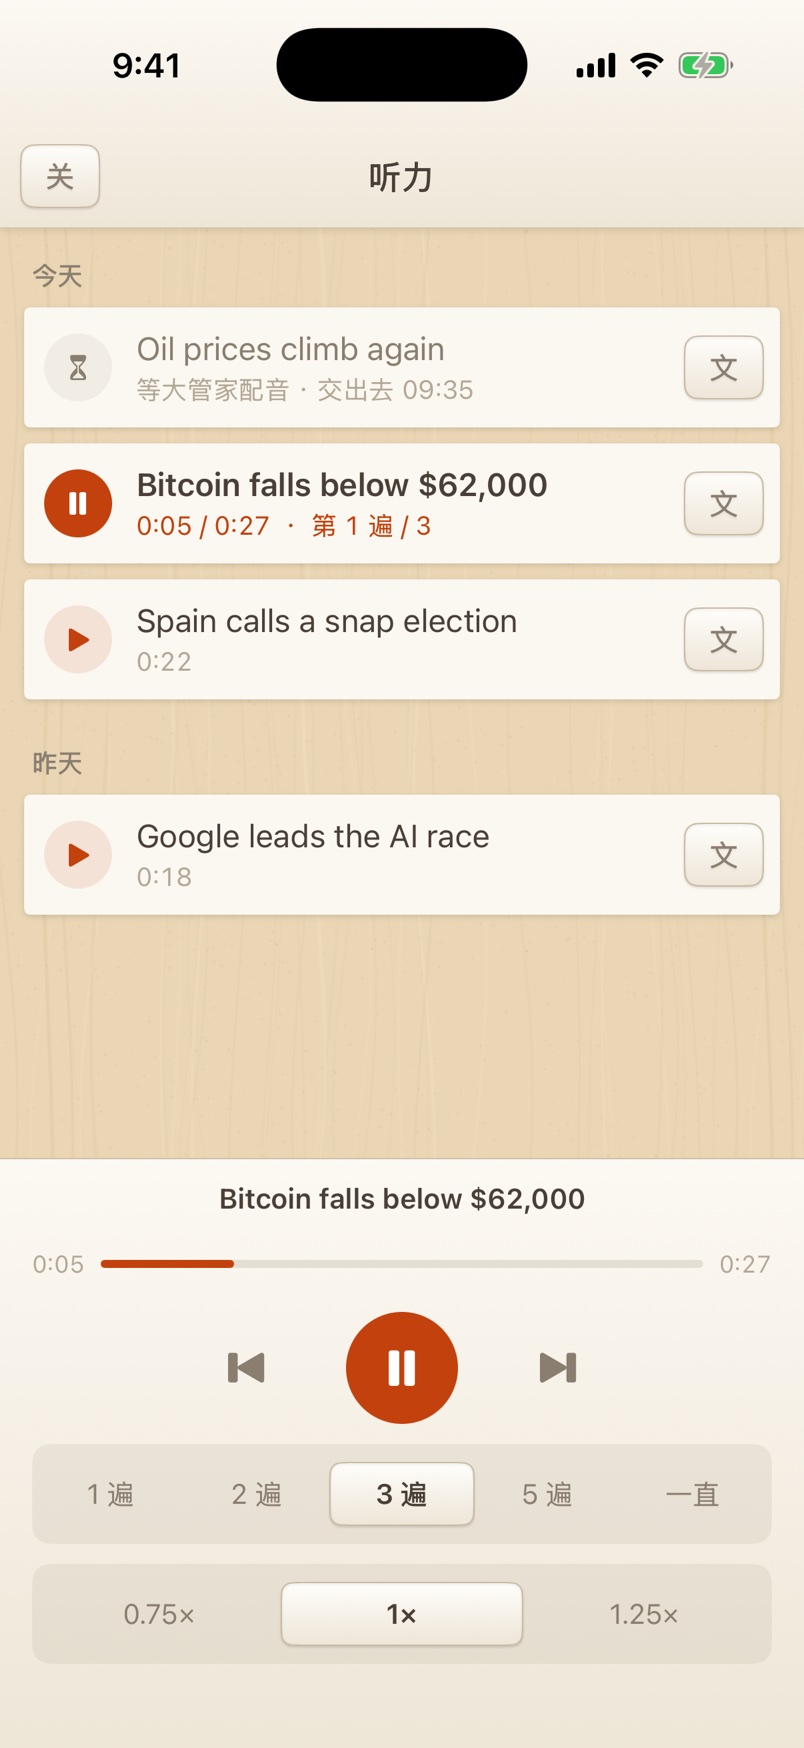 9:41
关
听力
今天
Oil prices climb again
等大管家配音 · 交出去 09:35
文
Bitcoin falls below $62,000
0:05 / 0:27 · 第 1 遍 / 3
文
Spain calls a snap election
0:22
文
昨天
Google leads the AI race
0:18
文
Bitcoin falls below $62,000
0:05
0:27
1 遍
2 遍
3 遍
5 遍
一直
0.75×
1×
1.25×